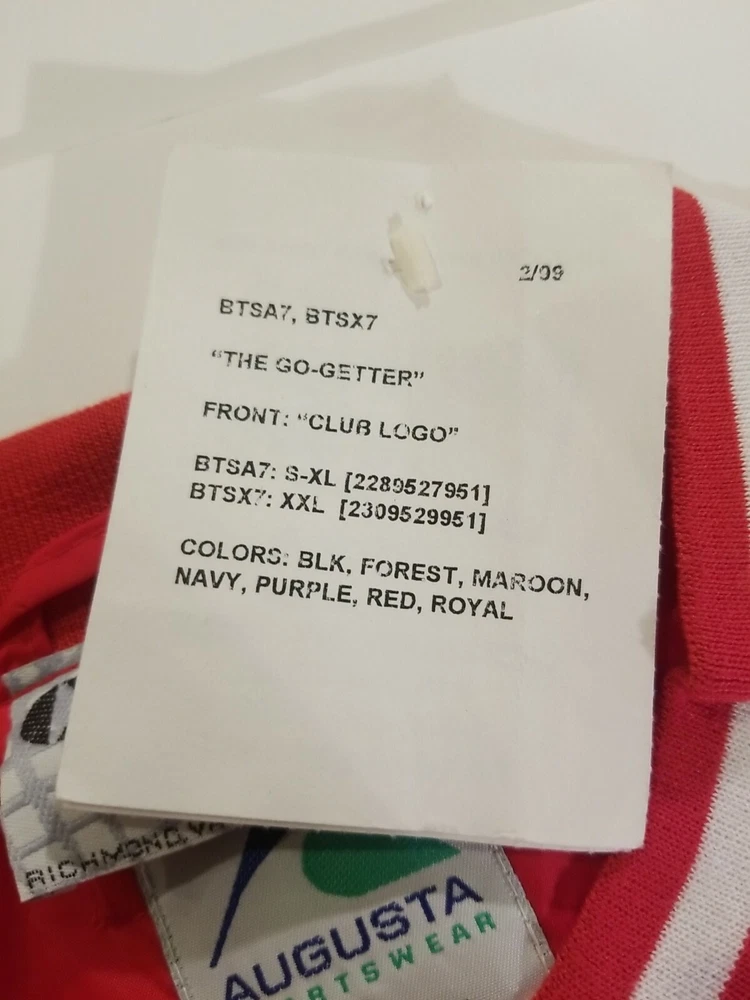 2/09
BTSA7, BTSX7
"THE GO-GETTER"
FRONT: "CLUB LOGO"
BTSA7: S-XL [2289527951]
BTSX7: XXL [2309529951]
COLORS: BLK, FOREST, MAROON,
NAVY, PURPLE, RED, ROYAL
RICHMOND, VA
AUGUSTA